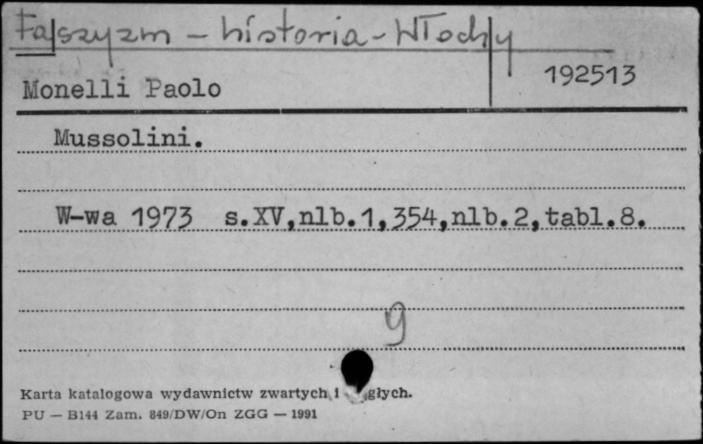 Faszyzm - historia - Włochy
192513
Monelli Paolo
Mussolini.
W-wa 1973 s.XV,nlb.1,354,nlb.2,tabl.8.
9
Karta katalogowa wydawnictw zwartych i
PU — B144 Zam. 849/DW/On ZGG — 1991